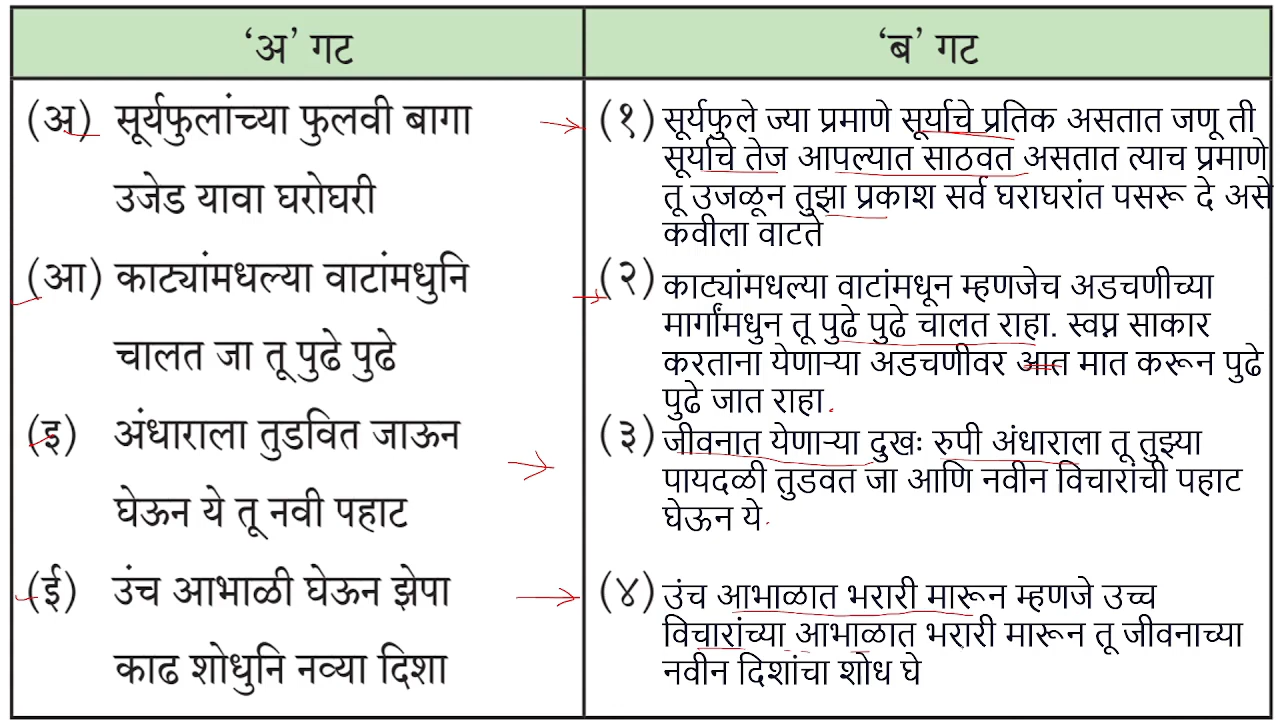 ‘अ’ गट
‘ब’ गट
(अ) सूर्यफुलांच्या फुलवी बागा
उजेड यावा घरोघरी
(१) सूर्यफुले ज्या प्रमाणे सूर्याचे प्रतिक असतात जणू ती
सूर्याचे तेज आपल्यात साठवत असतात त्याच प्रमाणे
तू उजळून तुझा प्रकाश सर्व घराघरांत पसरू दे असे
कवीला वाटते
(आ) काट्यांमधल्या वाटांमधुनि
चालत जा तू पुढे पुढे
(२) काट्यांमधल्या वाटांमधून म्हणजेच अडचणीच्या
मार्गांमधुन तू पुढे पुढे चालत राहा. स्वप्न साकार
करताना येणाऱ्या अडचणीवर आत मात करून पुढे
पुढे जात राहा.
(इ) अंधाराला तुडवित जाऊन
घेऊन ये तू नवी पहाट
(३) जीवनात येणाऱ्या दुखः रुपी अंधाराला तू तुझ्या
पायदळी तुडवत जा आणि नवीन विचारांची पहाट
घेऊन ये
(ई) उंच आभाळी घेऊन झेपा
काढ शोधुनि नव्या दिशा
(४) उंच आभाळात भरारी मारून म्हणजे उच्च
विचारांच्या आभाळात भरारी मारून तू जीवनाच्या
नवीन दिशांचा शोध घे